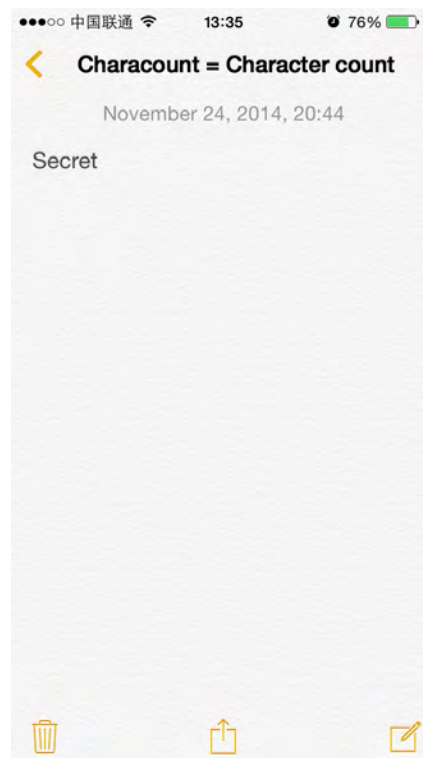 中国联通 13:35 76%
Characount = Character count
November 24, 2014, 20:44
Secret